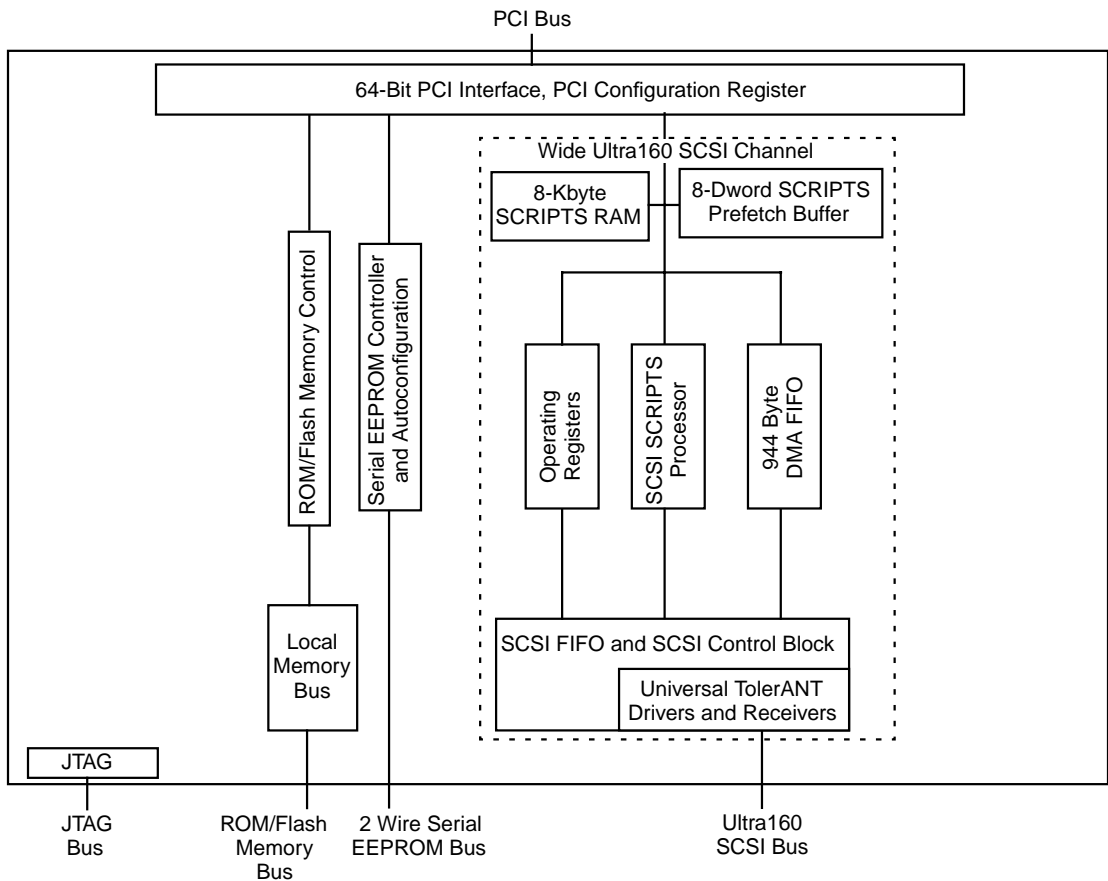 PCI Bus
64-Bit PCI Interface, PCI Configuration Register
Wide Ultra160 SCSI Channel
8-Kbyte
SCRIPTS RAM
8-Dword SCRIPTS
Prefetch Buffer
ROM/Flash Memory Control
Serial EEPROM Controller
and Autoconfiguration
Operating
Registers
SCSI SCRIPTS
Processor
944 Byte
DMA FIFO
Local
Memory
Bus
SCSI FIFO and SCSI Control Block
Universal TolerANT
Drivers and Receivers
JTAG
JTAG
Bus
ROM/Flash
Memory
Bus
2 Wire Serial
EEPROM Bus
Ultra160
SCSI Bus